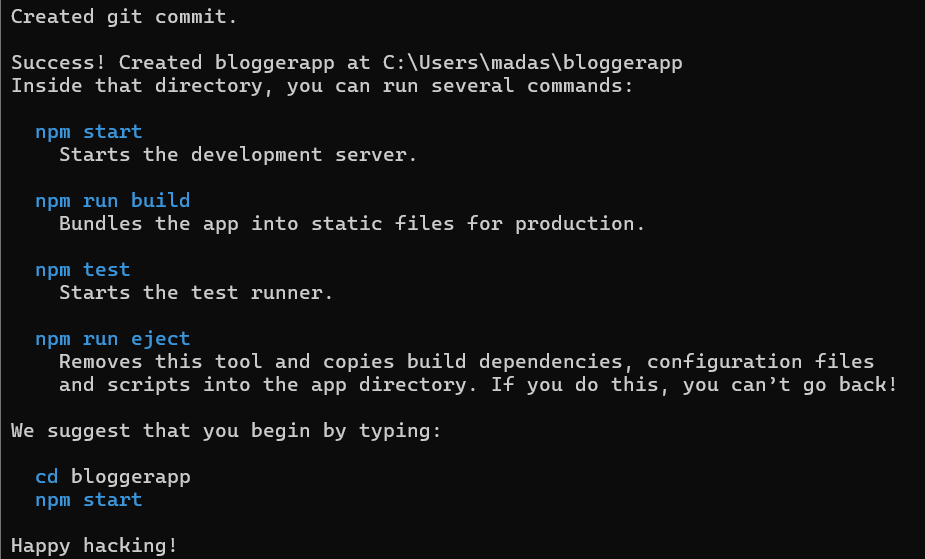 Created git commit.
Success! Created bloggerapp at C:\Users\madas\bloggerapp
Inside that directory, you can run several commands:
npm start
Starts the development server.
npm run build
Bundles the app into static files for production.
npm test
Starts the test runner.
npm run eject
Removes this tool and copies build dependencies, configuration files
and scripts into the app directory. If you do this, you can’t go back!
We suggest that you begin by typing:
cd bloggerapp
npm start
Happy hacking!